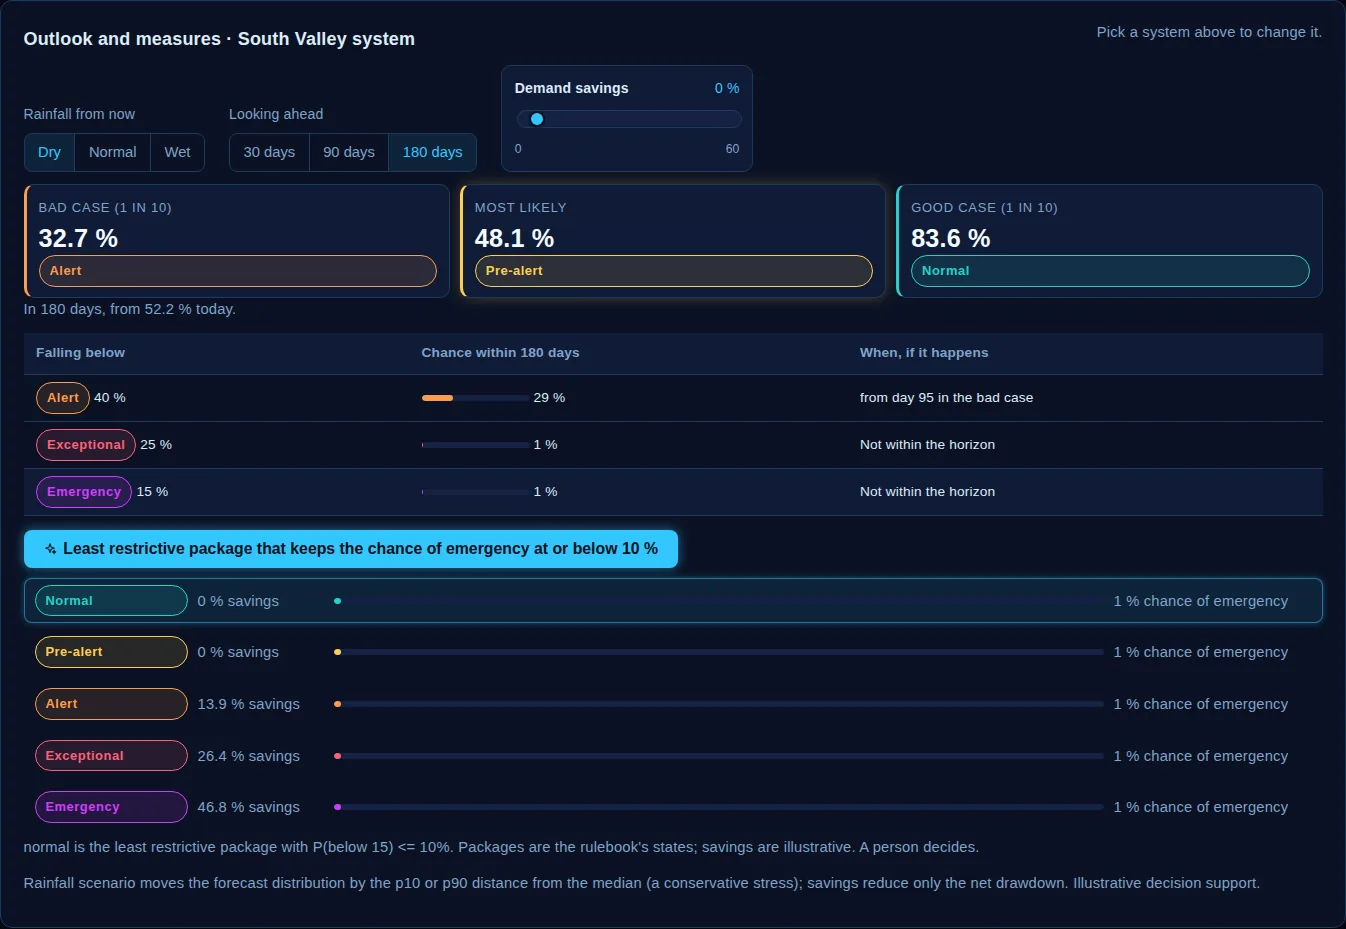 Outlook and measures · South Valley system
Pick a system above to change it.
Rainfall from now
Dry
Normal
Wet
Looking ahead
30 days
90 days
180 days
Demand savings
0 %
0
60
BAD CASE (1 IN 10)
32.7 %
Alert
MOST LIKELY
48.1 %
Pre-alert
GOOD CASE (1 IN 10)
83.6 %
Normal
In 180 days, from 52.2 % today.
Falling below
Chance within 180 days
When, if it happens
Alert 40 %
29 %
from day 95 in the bad case
Exceptional 25 %
1 %
Not within the horizon
Emergency 15 %
1 %
Not within the horizon
Least restrictive package that keeps the chance of emergency at or below 10 %
Normal
0 % savings
1 % chance of emergency
Pre-alert
0 % savings
1 % chance of emergency
Alert
13.9 % savings
1 % chance of emergency
Exceptional
26.4 % savings
1 % chance of emergency
Emergency
46.8 % savings
1 % chance of emergency
normal is the least restrictive package with P(below 15) <= 10%. Packages are the rulebook's states; savings are illustrative. A person decides.
Rainfall scenario moves the forecast distribution by the p10 or p90 distance from the median (a conservative stress); savings reduce only the net drawdown. Illustrative decision support.